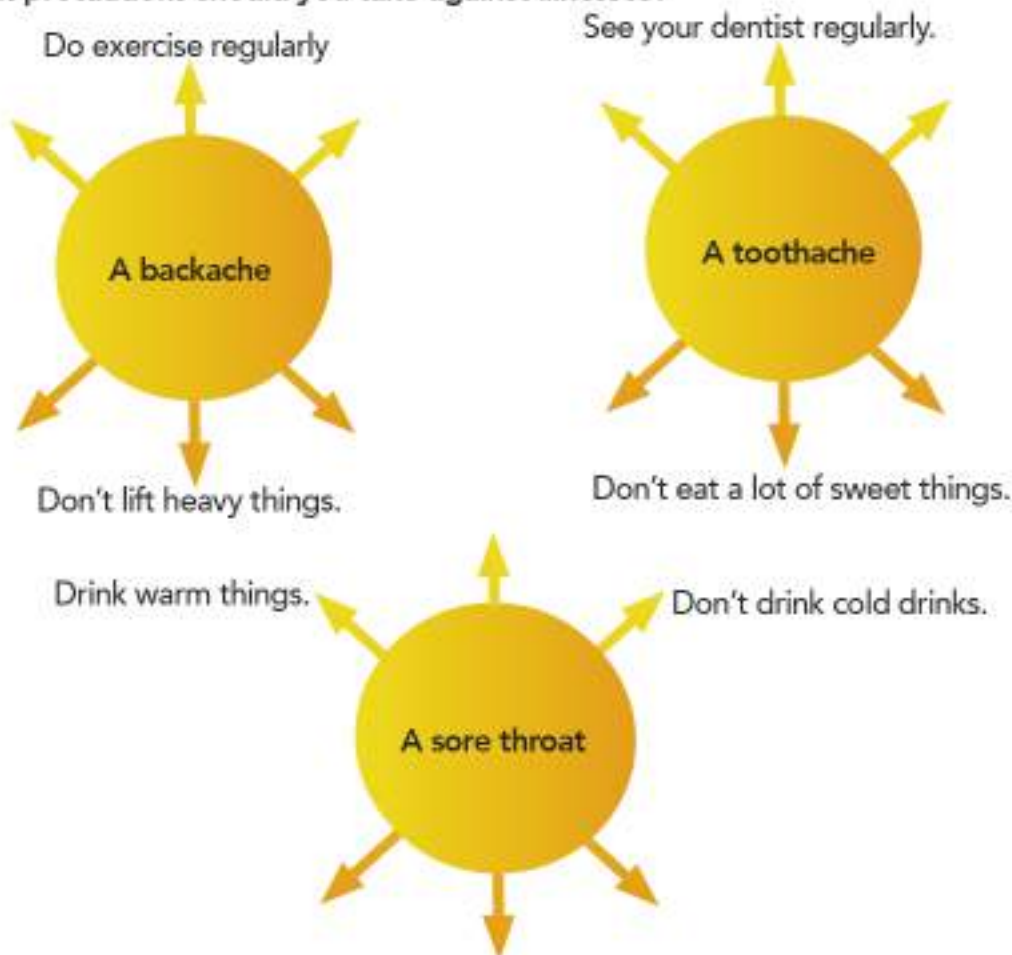 Do exercise regularly
See your dentist regularly.
A backache
A toothache
Don't lift heavy things.
Don't eat a lot of sweet things.
Drink warm things.
Don't drink cold drinks.
A sore throat